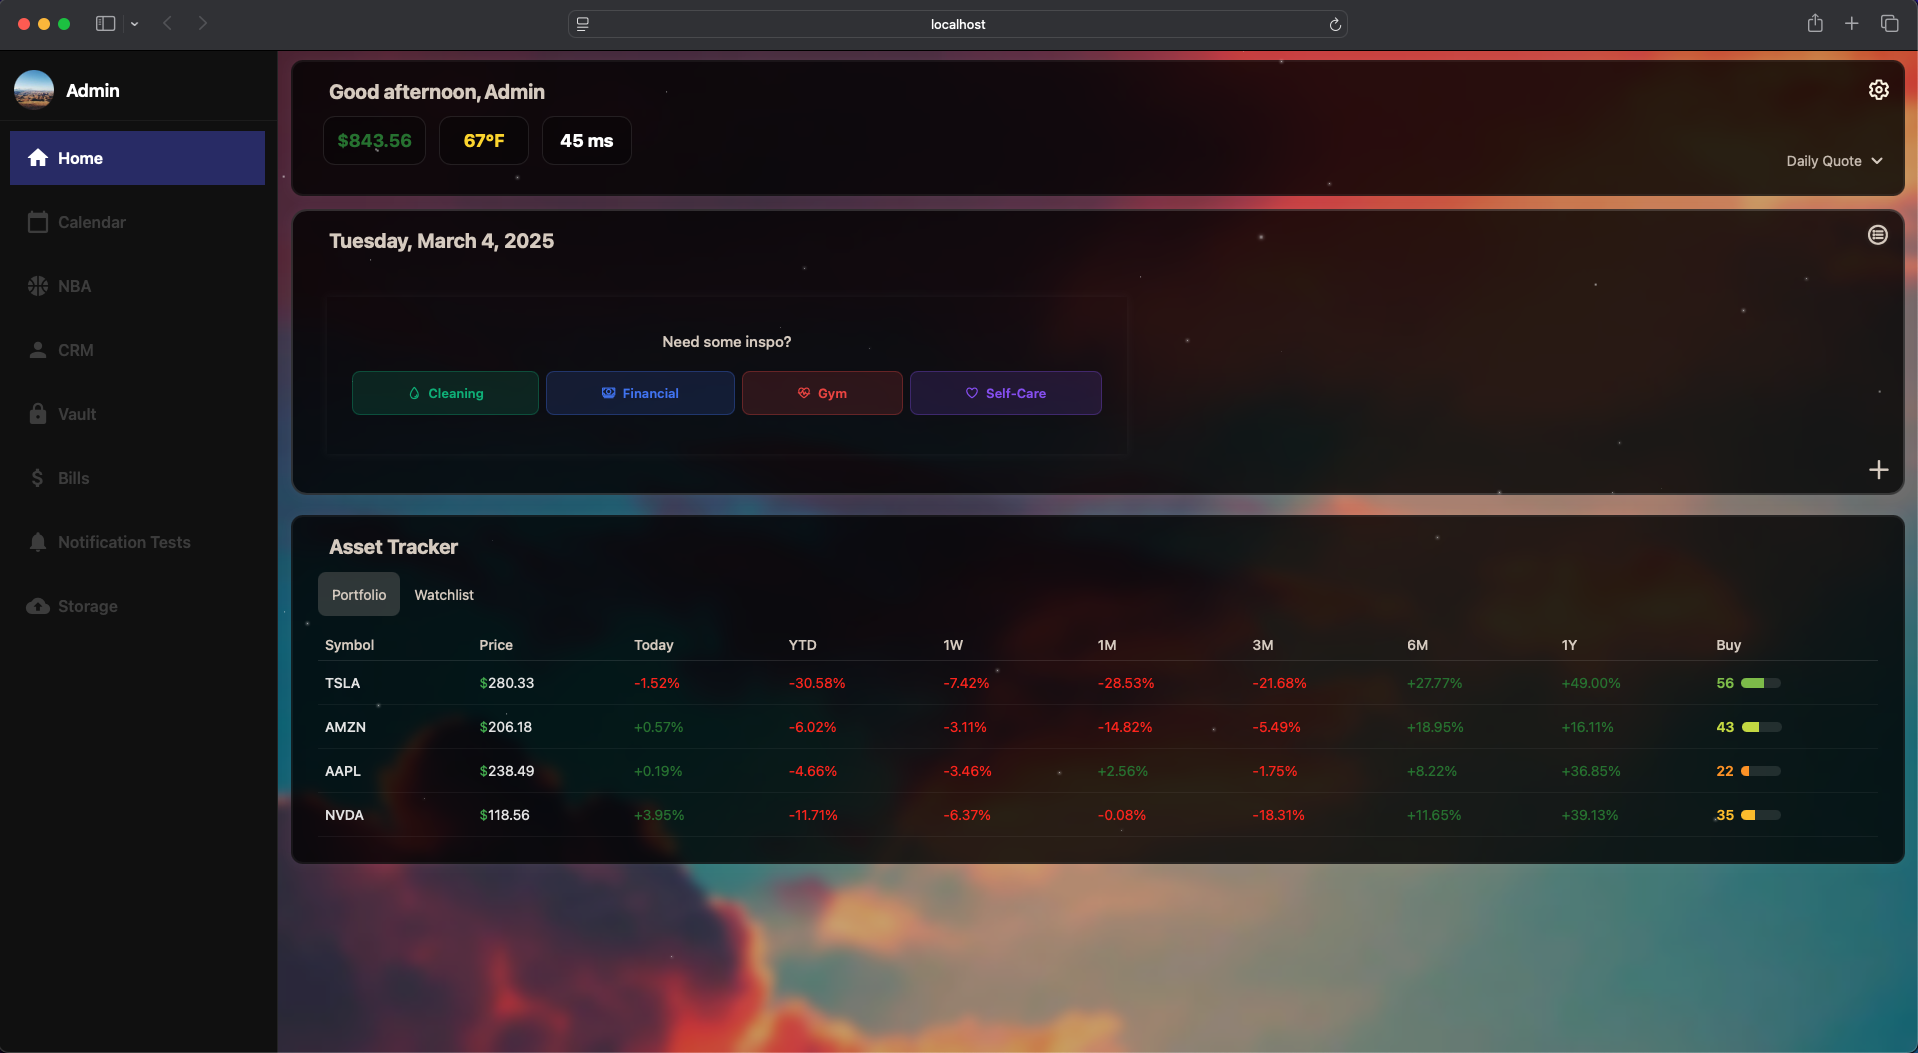 localhost
Admin
Home
Calendar
NBA
CRM
Vault
Bills
Notification Tests
Storage
Good afternoon, Admin
$843.56 67°F 45 ms
Daily Quote
Tuesday, March 4, 2025
Need some inspo?
Cleaning Financial Gym Self-Care
Asset Tracker
Portfolio Watchlist
Symbol Price Today YTD 1W 1M 3M 6M 1Y Buy
TSLA $280.33 -1.52% -30.58% -7.42% -28.53% -21.68% +27.77% +49.00% 56
AMZN $206.18 +0.57% -6.02% -3.11% -14.82% -5.49% +18.95% +16.11% 43
AAPL $238.49 +0.19% -4.66% -3.46% +2.56% -1.75% +8.22% +36.85% 22
NVDA $118.56 +3.95% -11.71% -6.37% -0.08% -18.31% +11.65% +39.13% 35